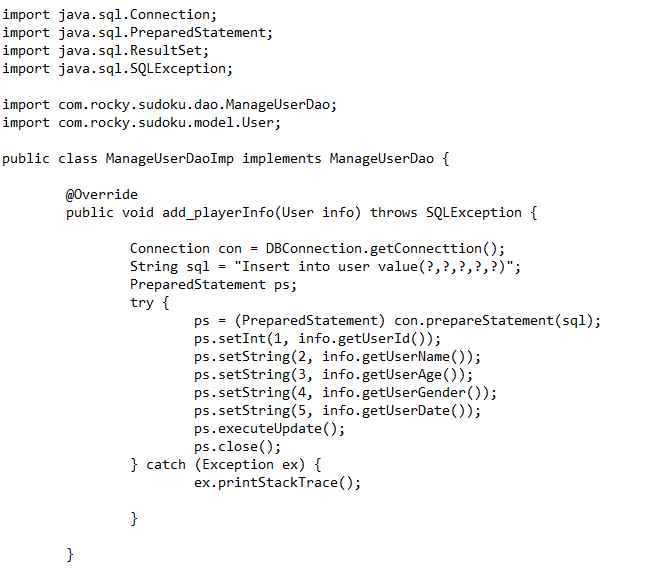 import java.sql.Connection;
import java.sql.PreparedStatement;
import java.sql.ResultSet;
import java.sql.SQLException;
import com.rocky.sudoku.dao.ManageUserDao;
import com.rocky.sudoku.model.User;
public class ManageUserDaoImp implements ManageUserDao {
@Override
public void add_playerInfo(User info) throws SQLException {
Connection con = DBConnection.getConnecttion();
String sql = "Insert into user value(?,?,?,?,?)";
PreparedStatement ps;
try {
ps = (PreparedStatement) con.prepareStatement(sql);
ps.setInt(1, info.getUserId());
ps.setString(2, info.getUserName());
ps.setString(3, info.getUserAge());
ps.setString(4, info.getUserGender());
ps.setString(5, info.getUserDate());
ps.executeUpdate();
ps.close();
} catch (Exception ex) {
ex.printStackTrace();
}
}